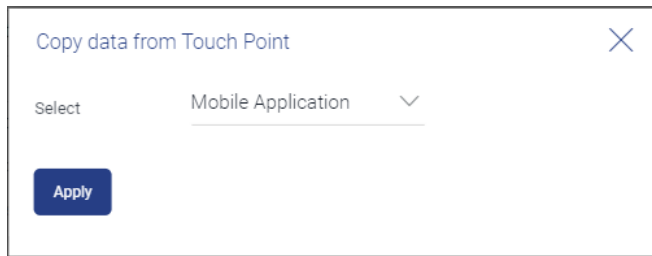 Copy data from Touch Point
Select
Mobile Application
Apply